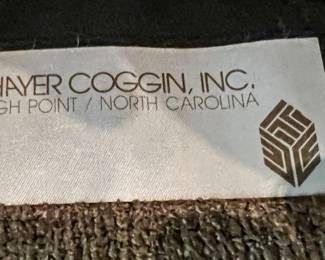 HAYER COGGIN, INC.
GH POINT / NORTH CAROLINA